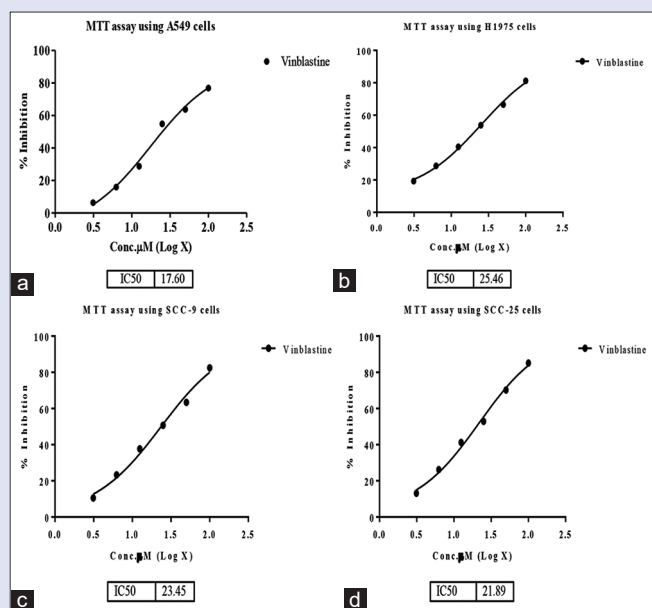 MTT assay using A549 cells
% Inhibition
100
80
60
40
20
0
0.0 0.5 1.0 1.5 2.0 2.5
Conc.µM (Log X)
Vinblastine
IC50 17.60
a
MTT assay using H1975 cells
% Inhibition
100
80
60
40
20
0
0.0 0.5 1.0 1.5 2.0 2.5
Conc.µM (Log X)
Vinblastine
IC50 25.46
b
MTT assay using SCC-9 cells
% Inhibition
100
80
60
40
20
0
0.0 0.5 1.0 1.5 2.0 2.5
Conc.µM (Log X)
Vinblastine
IC50 23.45
c
MTT assay using SCC-25 cells
% Inhibition
100
80
60
40
20
0
0.0 0.5 1.0 1.5 2.0 2.5
Conc.µM (Log X)
Vinblastine
IC50 21.89
d